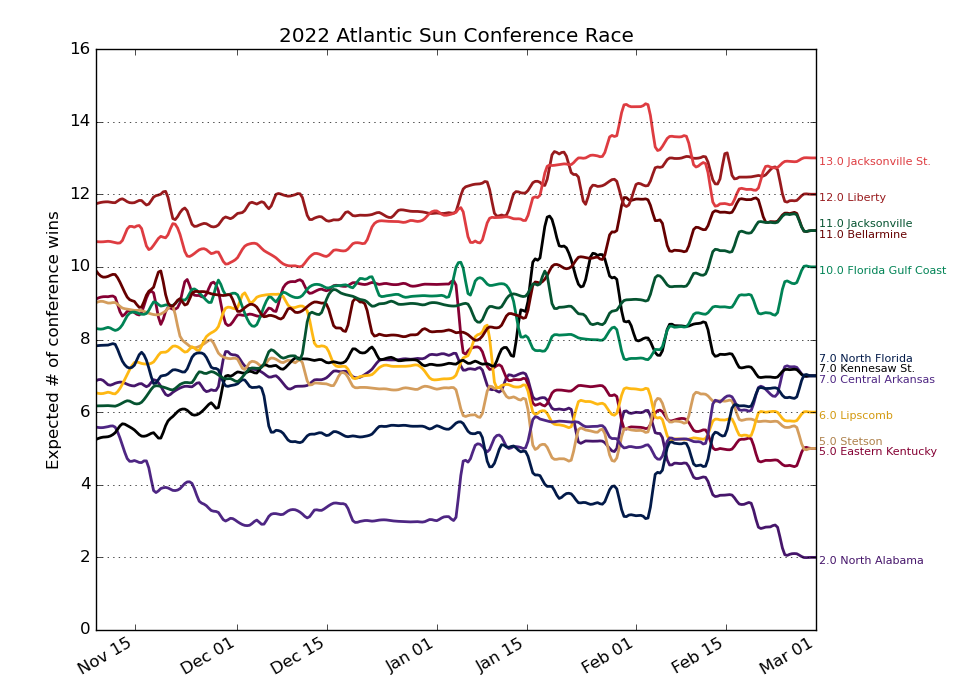 2022 Atlantic Sun Conference Race
Expected # of conference wins
16
14
12
10
8
6
4
2
0
Nov 15
Dec 01
Dec 15
Jan 01
Jan 15
Feb 01
Feb 15
Mar 01
13.0 Jacksonville St.
12.0 Liberty
11.0 Jacksonville
11.0 Bellarmine
10.0 Florida Gulf Coast
7.0 North Florida
7.0 Kennesaw St.
7.0 Central Arkansas
6.0 Lipscomb
5.0 Stetson
5.0 Eastern Kentucky
2.0 North Alabama